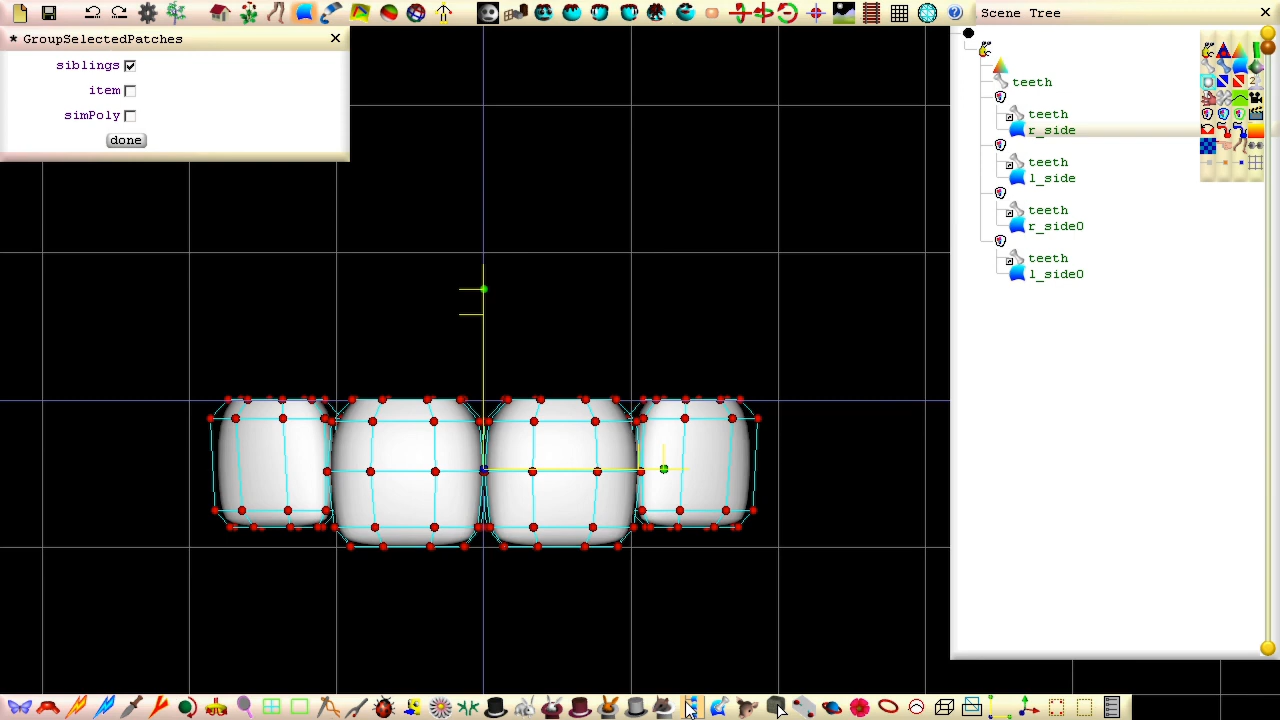 Scene Tree
* GroupSelectedPatches
siblings
item
simPoly
done
teeth
teeth
r_side
teeth
l_side
teeth
r_side0
teeth
l_side0